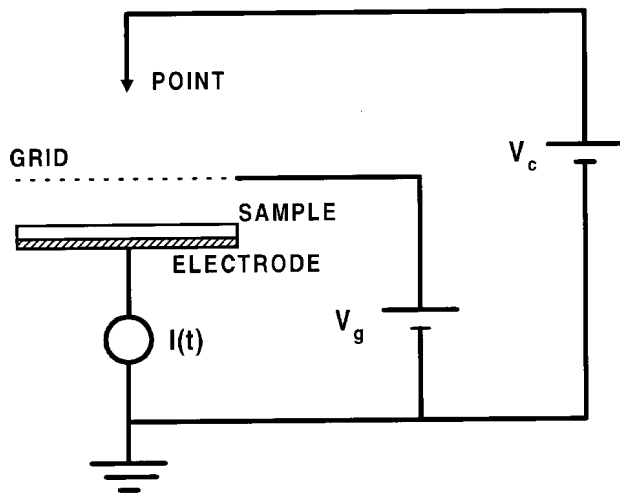 POINT
GRID
V_c
SAMPLE
ELECTRODE
I(t)
V_g